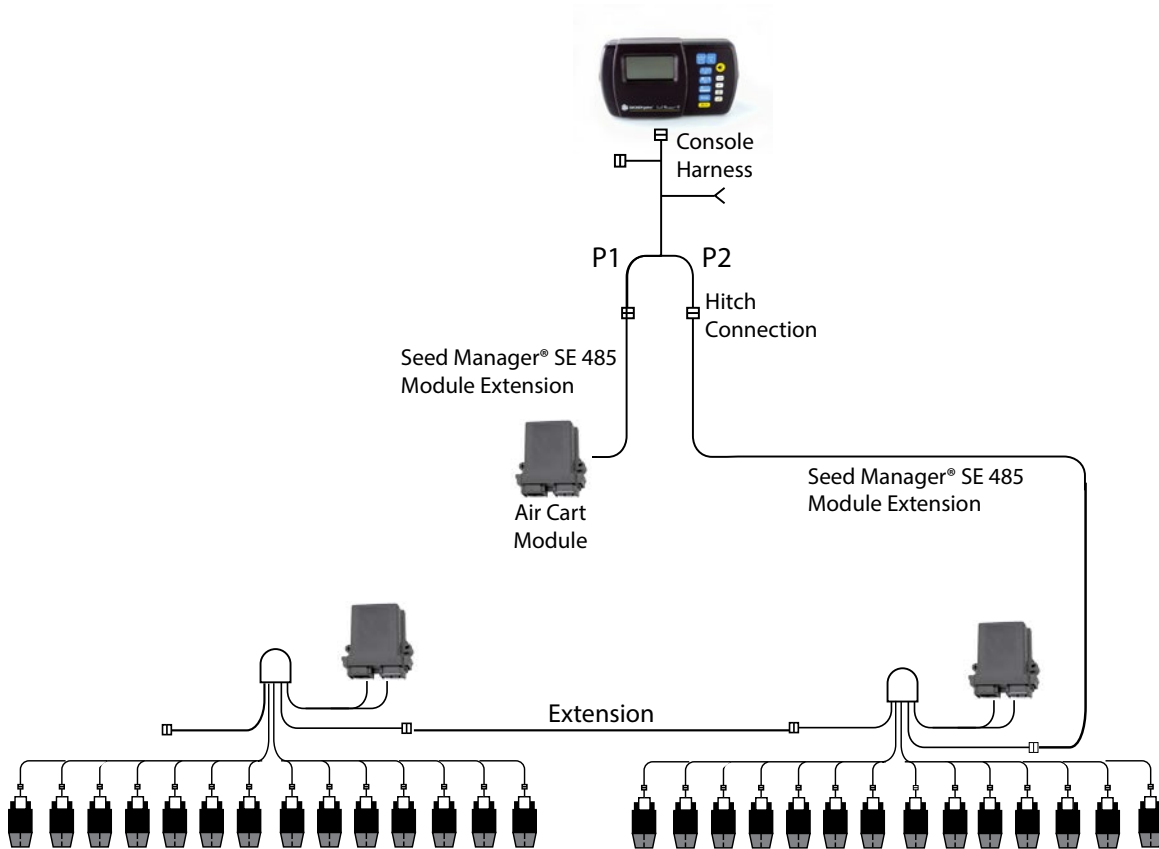 Console
Harness
P1
P2
Hitch
Connection
Seed Manager® SE 485
Module Extension
Seed Manager® SE 485
Module Extension
Air Cart
Module
Extension